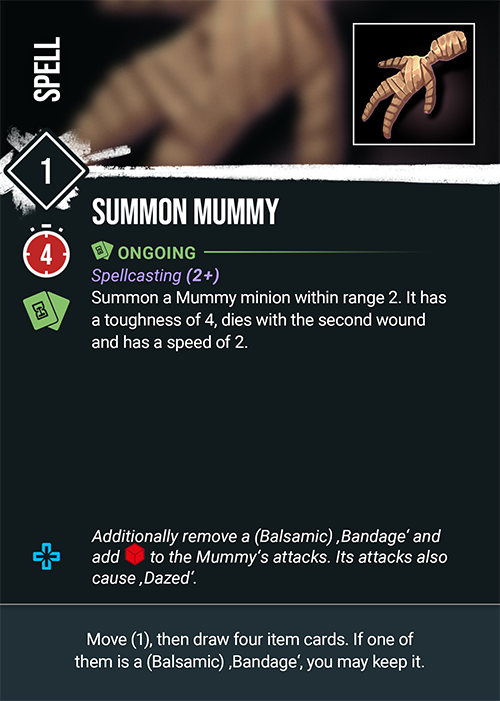 SPELL
1
SUMMON MUMMY
4
ONGOING
Spellcasting (2+)
Summon a Mummy minion within range 2. It has
a toughness of 4, dies with the second wound
and has a speed of 2.
Additionally remove a (Balsamic) ‚Bandage‘ and
add to the Mummy‘s attacks. Its attacks also
cause ‚Dazed‘.
Move (1), then draw four item cards. If one of
them is a (Balsamic) ‚Bandage‘, you may keep it.